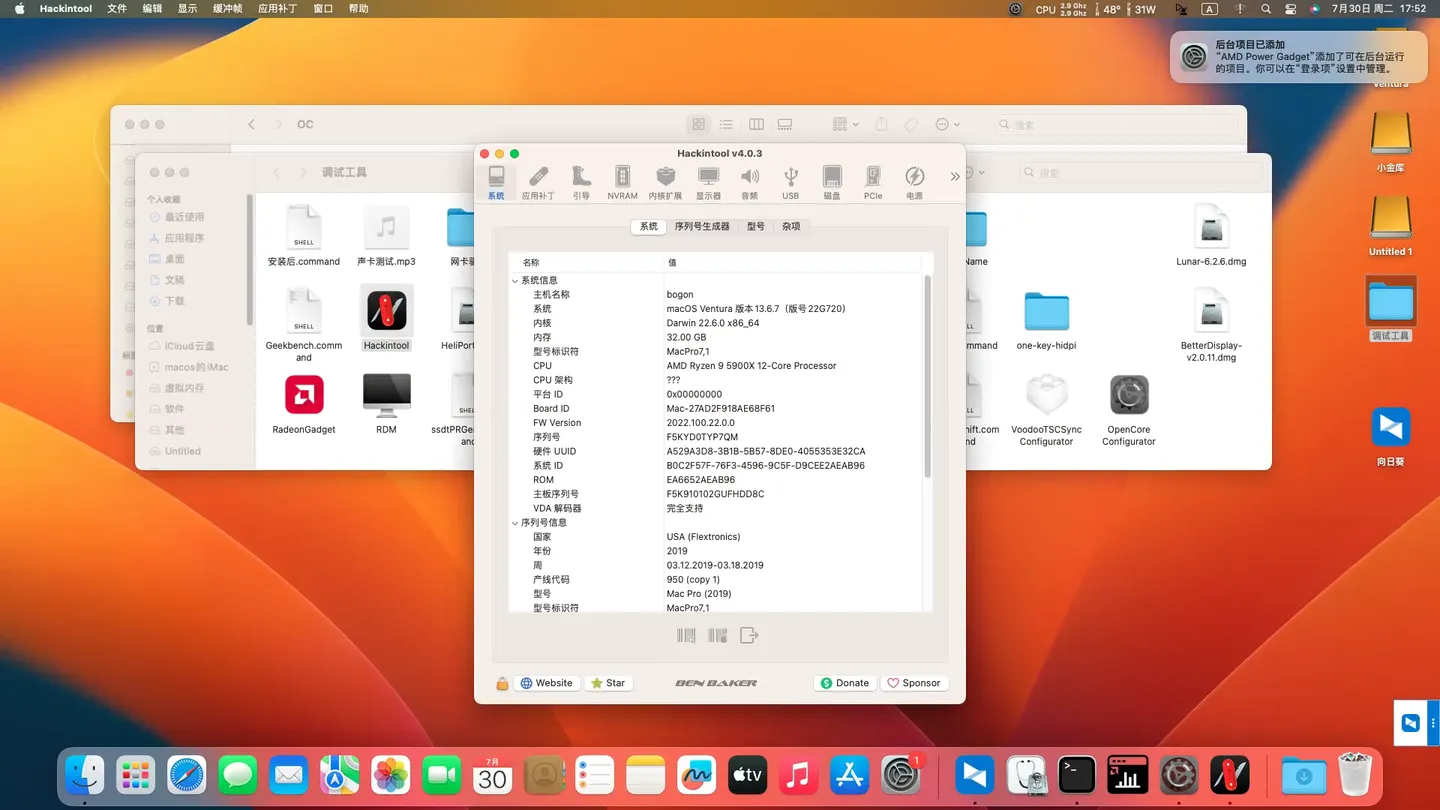 Hackintool 文件 编辑 显示 缓冲帧 应用补丁 窗口 帮助
CPU 2.9 Ghz 2.9 Ghz 48° 31W A 7月30日 周二 17:52
后台项目已添加
“AMD Power Gadget”添加了可在后台运行
的项目。你可以在“登录项”设置中管理。
Ventura
OC
搜索
调试工具
搜索
个人收藏
最近使用
应用程序
桌面
文稿
下载
位置
iCloud云盘
macos的iMac
虚拟内存
软件
其他
Untitled
SHELL
安装后.command
声卡测试.mp3
SHELL
Geekbench.comm
and
Hackintool
HeliPort
RadeonGadget
RDM
ssdtPRGen
Name
Lunar-6.2.6.dmg
mmand
one-key-hidpi
BetterDisplay-
v2.0.11.dmg
VoodooTSCSync
Configurator
OpenCore
Configurator
Hackintool v4.0.3
系统 应用补丁 引导 NVRAM 内核扩展 显示器 音频 USB 磁盘 PCIe 电源
系统 序列号生成器 型号 杂项
名称 值
系统信息
主机名称 bogon
系统 macOS Ventura 版本 13.6.7（版号 22G720）
内核 Darwin 22.6.0 x86_64
内存 32.00 GB
型号标识符 MacPro7,1
CPU AMD Ryzen 9 5900X 12-Core Processor
CPU 架构 ???
平台 ID 0x00000000
Board ID Mac-27AD2F918AE68F61
FW Version 2022.100.22.0.0
序列号 F5KYD0TYP7QM
硬件 UUID A529A3D8-3B1B-5B57-8DE0-4055353E32CA
系统 ID B0C2F57F-76F3-4596-9C5F-D9CEE2AEAB96
ROM EA6652AEAB96
主板序列号 F5K910102GUFHDD8C
VDA 解码器 完全支持
序列号信息
国家 USA (Flextronics)
年份 2019
周 03.12.2019-03.18.2019
产线代码 950 (copy 1)
型号 Mac Pro (2019)
型号标识符 MacPro7,1
Website
Star
BEN BAKER
Donate
Sponsor
小金库
Untitled 1
调试工具
向日葵
7月
30
tv
1